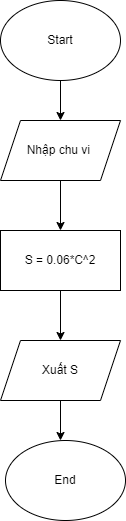 Start
Nhập chu vi
S = 0.06*C^2
Xuất S
End